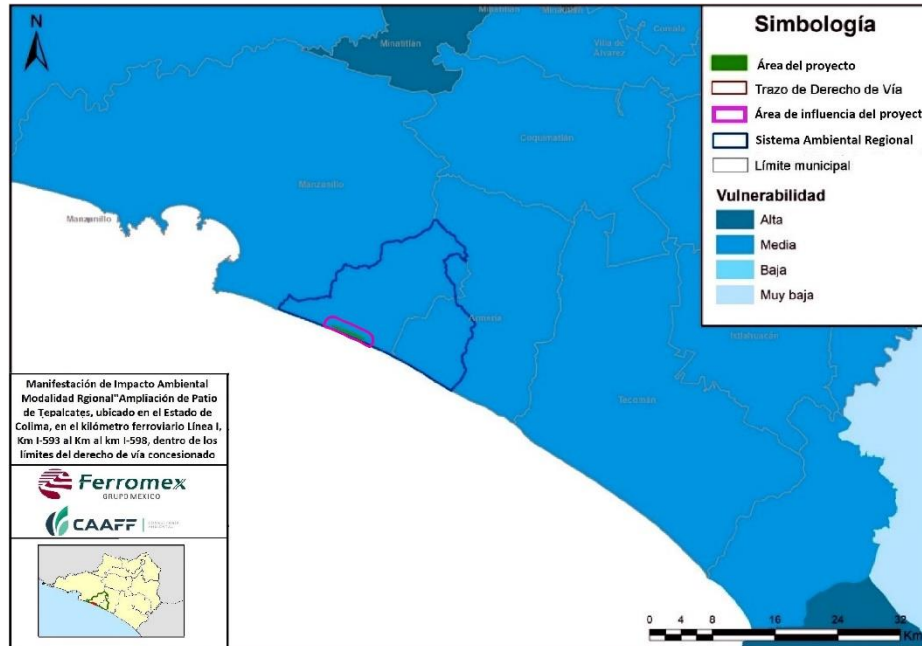 N
Minatitlán
Comala
Villa de
Álvarez
Coquimatlán
Manzanillo
Manzanillo
Armería
Ixtlahuacán
Tecomán
Simbología
Área del proyecto
Trazo de Derecho de Vía
Área de influencia del proyect
Sistema Ambiental Regional
Límite municipal
Vulnerabilidad
Alta
Media
Baja
Muy baja
Manifestación de Impacto Ambiental
Modalidad Rgional"Ampliación de Patio
de Tepalcates, ubicado en el Estado de
Colima, en el kilómetro ferroviario Línea I,
Km I-593 al Km al km I-598, dentro de los
límites del derecho de vía concesionado
Ferromex
GRUPO MEXICO
CAAFF
0 4 8 16 24 32
Km